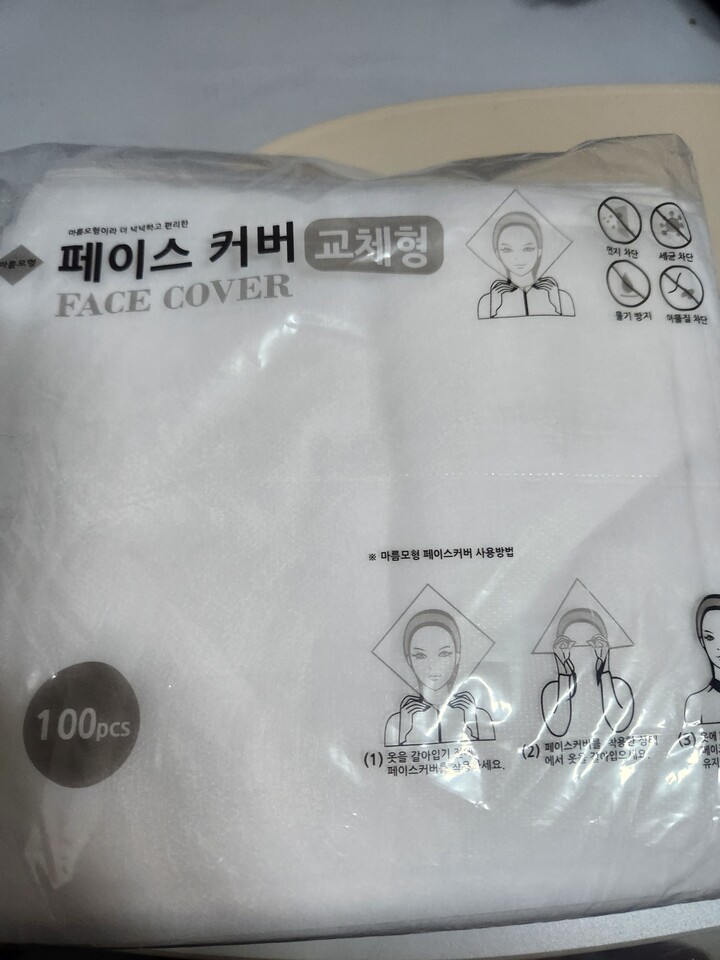 마름모형이라 더 넉넉하고 편리한
마름모형
페이스 커버 교체형
FACE COVER
먼지 차단
세균 차단
물기 방지
이물질 차단
※ 마름모형 페이스커버 사용방법
100pcs
(1) 옷을 갈아입기 전에
페이스커버를 착용하세요.
(2) 페이스커버를 착용한 상태
에서 옷을 갈아입으세요.
(3) 옷에
유지